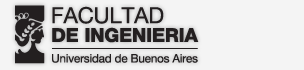 FACULTAD
DE INGENIERIA
Universidad de Buenos Aires